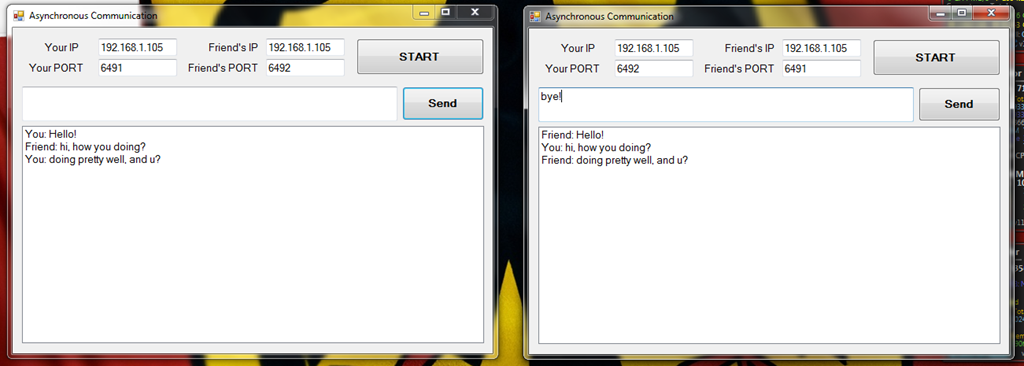 Asynchronous Communication
Your IP 192.168.1.105 Friend's IP 192.168.1.105 START
Your PORT 6491 Friend's PORT 6492
Send
You: Hello!
Friend: hi, how you doing?
You: doing pretty well, and u?
Asynchronous Communication
Your IP 192.168.1.105 Friend's IP 192.168.1.105 START
Your PORT 6492 Friend's PORT 6491
bye! Send
Friend: Hello!
You: hi, how you doing?
Friend: doing pretty well, and u?